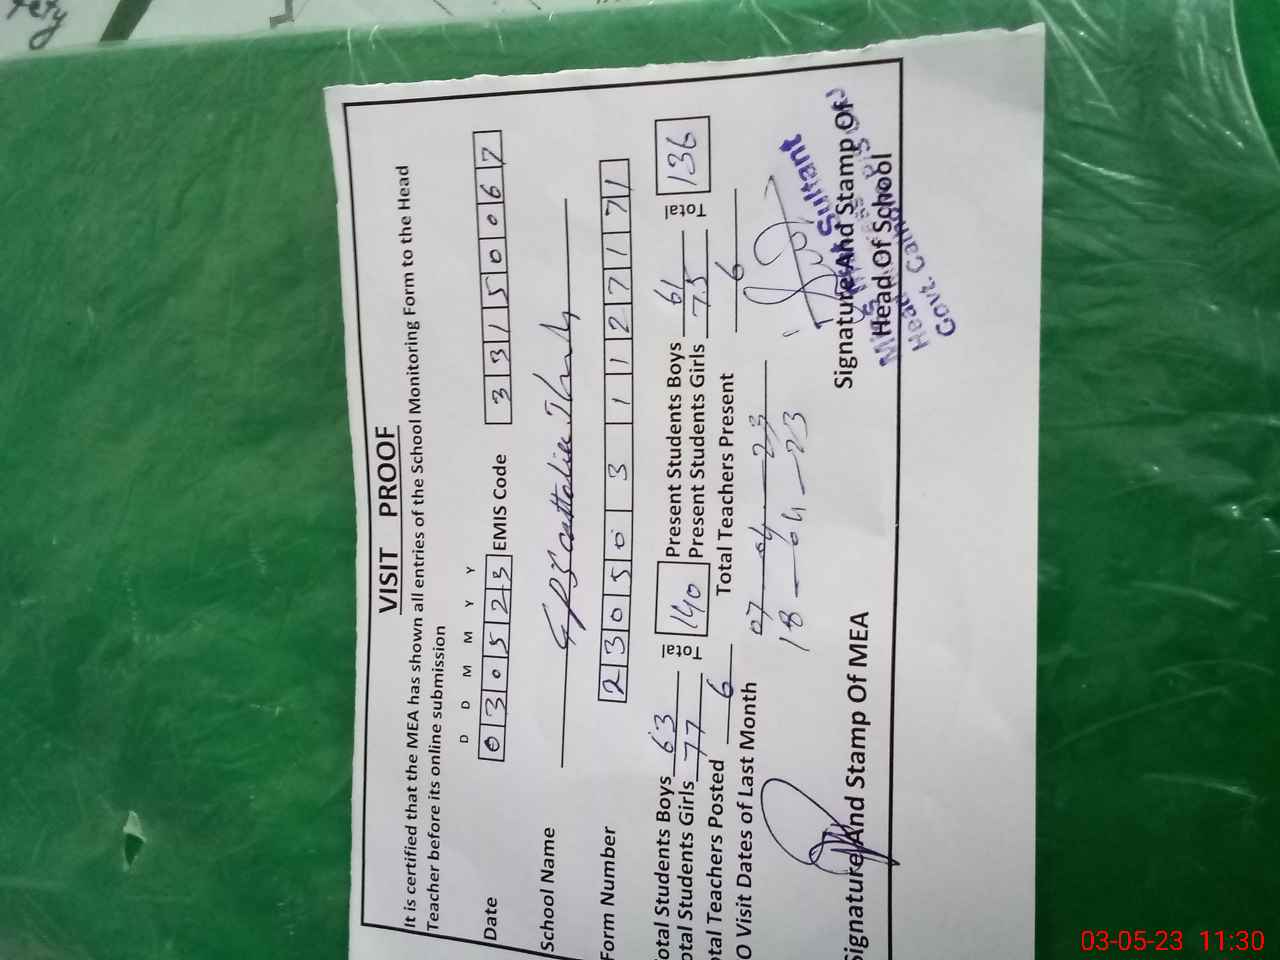 VISIT PROOF
It is certified that the MEA has shown all entries of the School Monitoring Form to the Head
Teacher before its online submission
D D M M Y Y
Date 0 3 0 5 2 3 EMIS Code 3 3 1 5 0 0 6 7
School Name GPS
Form Number 2 3 0 5 0 3 1 1 2 7 1 7 1
otal Students Boys 63 Total 140 Present Students Boys 61 Total 136
otal Students Girls 77 Present Students Girls 75
otal Teachers Posted 6 Total Teachers Present 6
O Visit Dates of Last Month 07-04-23
18-04-23
Signature And Stamp Of MEA
Signature And Stamp Of
Head Of School
Sultant
Head
Govt.
03-05-23 11:30